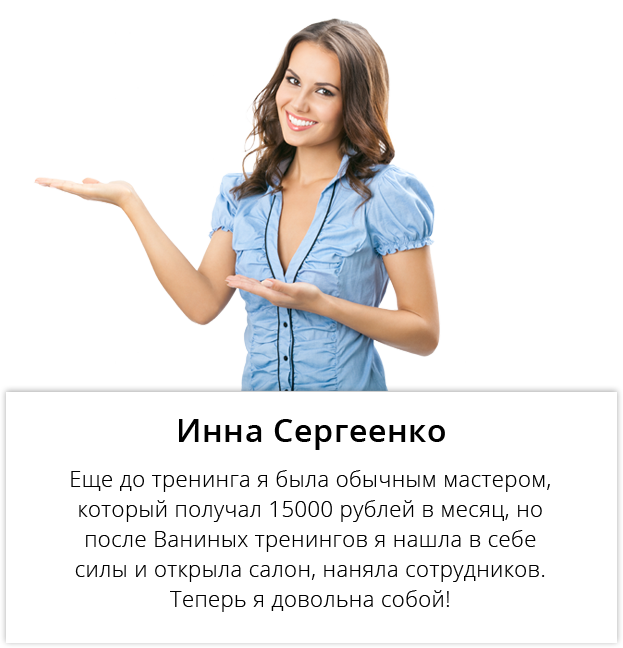 Инна Сергеенко
Еще до тренинга я была обычным мастером,
который получал 15000 рублей в месяц, но
после Ваниных тренингов я нашла в себе
силы и открыла салон, наняла сотрудников.
Теперь я довольна собой!